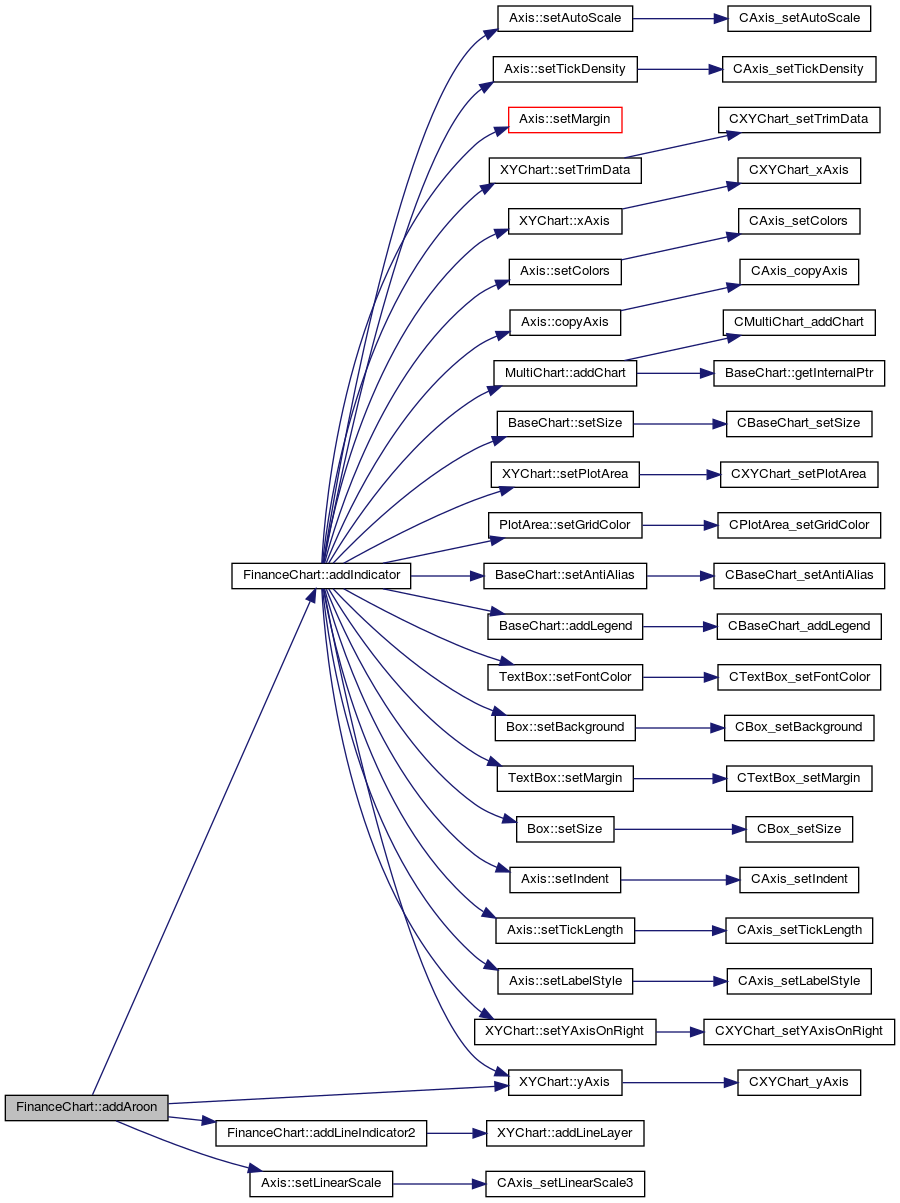 Axis::setAutoScale
CAxis_setAutoScale
Axis::setTickDensity
CAxis_setTickDensity
Axis::setMargin
CXYChart_setTrimData
XYChart::setTrimData
CXYChart_xAxis
XYChart::xAxis
CAxis_setColors
Axis::setColors
CAxis_copyAxis
Axis::copyAxis
CMultiChart_addChart
MultiChart::addChart
BaseChart::getInternalPtr
BaseChart::setSize
CBaseChart_setSize
XYChart::setPlotArea
CXYChart_setPlotArea
PlotArea::setGridColor
CPlotArea_setGridColor
FinanceChart::addIndicator
BaseChart::setAntiAlias
CBaseChart_setAntiAlias
BaseChart::addLegend
CBaseChart_addLegend
TextBox::setFontColor
CTextBox_setFontColor
Box::setBackground
CBox_setBackground
TextBox::setMargin
CTextBox_setMargin
Box::setSize
CBox_setSize
Axis::setIndent
CAxis_setIndent
Axis::setTickLength
CAxis_setTickLength
Axis::setLabelStyle
CAxis_setLabelStyle
XYChart::setYAxisOnRight
CXYChart_setYAxisOnRight
XYChart::yAxis
CXYChart_yAxis
FinanceChart::addAroon
FinanceChart::addLineIndicator2
XYChart::addLineLayer
Axis::setLinearScale
CAxis_setLinearScale3